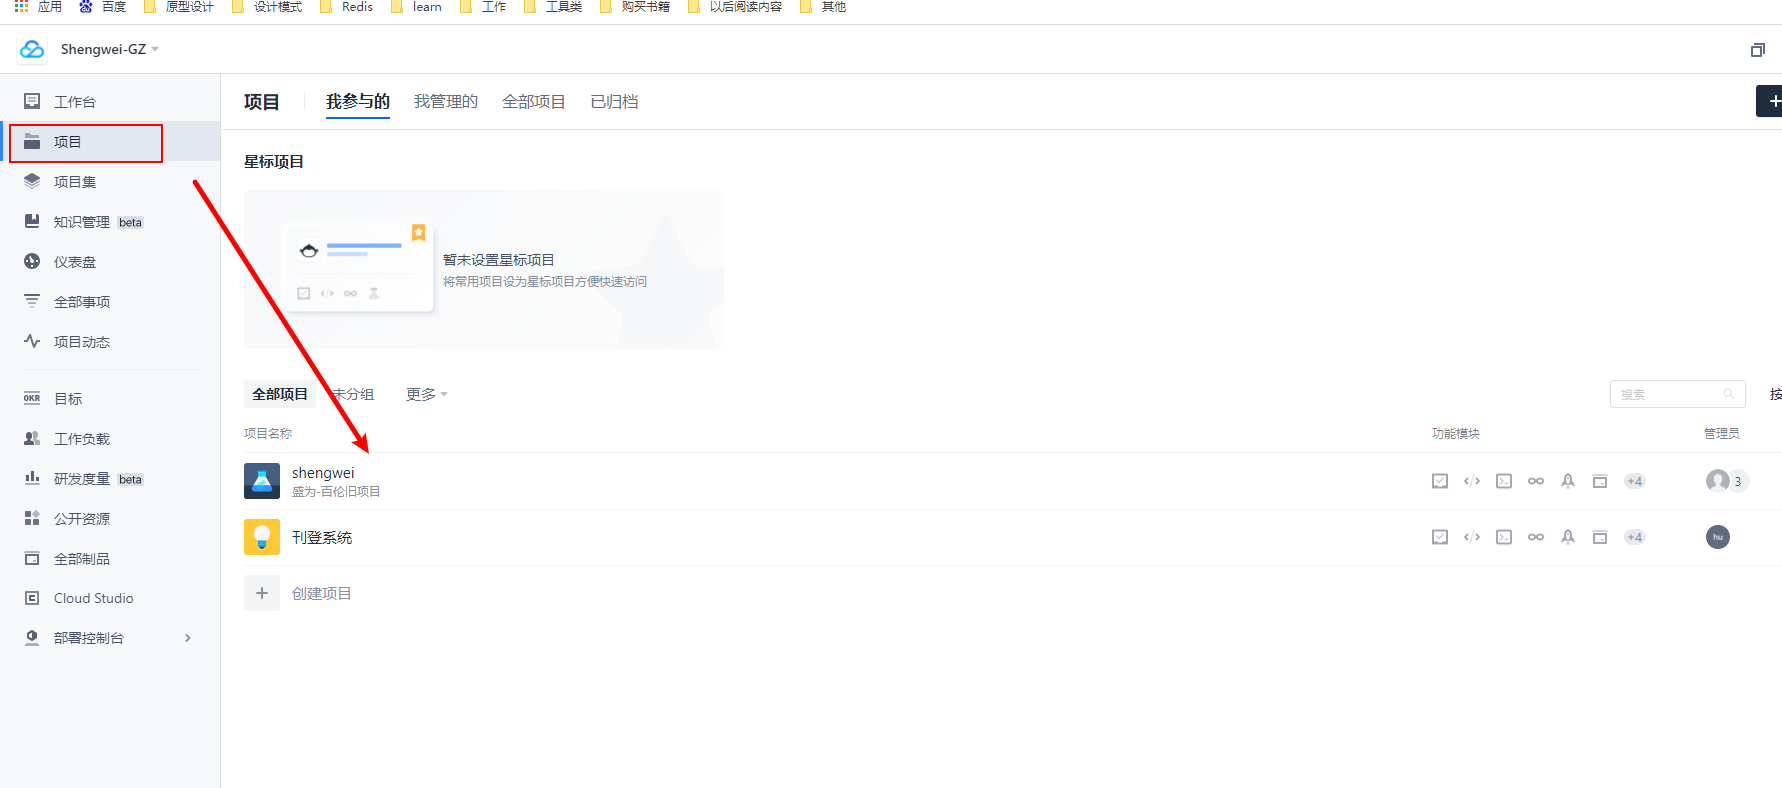 应用 百度 原型设计 设计模式 Redis learn 工作 工具类 购买书籍 以后阅读内容 其他
Shengwei-GZ
工作台
项目
项目集
知识管理 beta
仪表盘
全部事项
项目动态
OKR 目标
工作负载
研发度量 beta
公开资源
全部制品
Cloud Studio
部署控制台
项目 我参与的 我管理的 全部项目 已归档
星标项目
暂未设置星标项目
将常用项目设为星标项目方便快速访问
全部项目 未分组 更多 搜索 按
项目名称 功能模块 管理员
shengwei
盛为-百伦旧项目
+4 3
刊登系统 +4 hu
创建项目